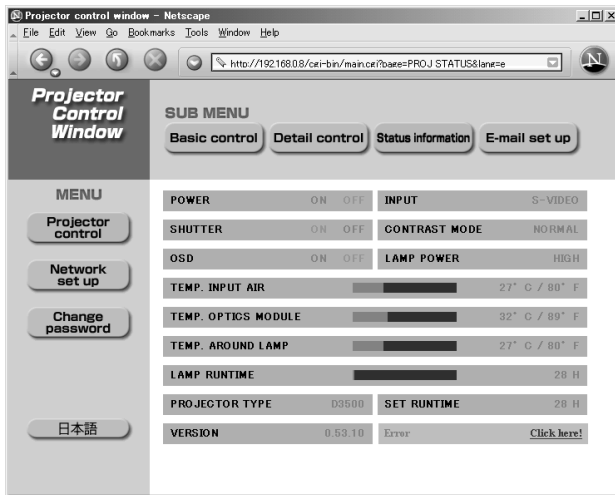 Projector control window - Netscape
File Edit View Go Bookmarks Tools Window Help
http://192.168.0.8/cgi-bin/main.cgi?page=PROJ STATUS&lang=e
Projector
Control
Window
SUB MENU
Basic control Detail control Status information E-mail set up
MENU
Projector
control
Network
set up
Change
password
日本語
POWER ON OFF INPUT S-VIDEO
SHUTTER ON OFF CONTRAST MODE NORMAL
OSD ON OFF LAMP POWER HIGH
TEMP. INPUT AIR 27° C / 80° F
TEMP. OPTICS MODULE 32° C / 89° F
TEMP. AROUND LAMP 27° C / 80° F
LAMP RUNTIME 28 H
PROJECTOR TYPE D3500 SET RUNTIME 28 H
VERSION 0.53.10 Error Click here!